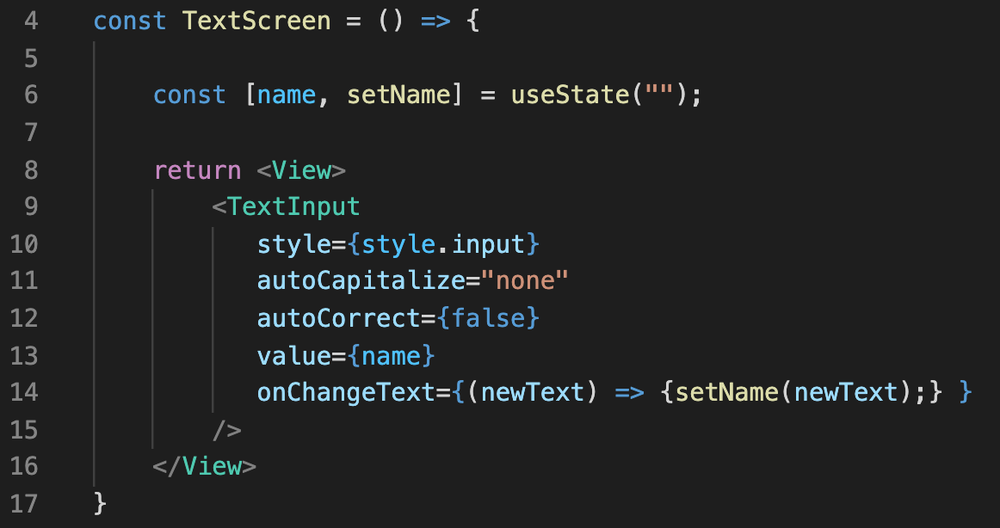 4 const TextScreen = () => {
5
6 const [name, setName] = useState("");
7
8 return <View>
9 <TextInput
10 style={style.input}
11 autoCapitalize="none"
12 autoCorrect={false}
13 value={name}
14 onChangeText={(newText) => {setName(newText);} }
15 />
16 </View>
17 }